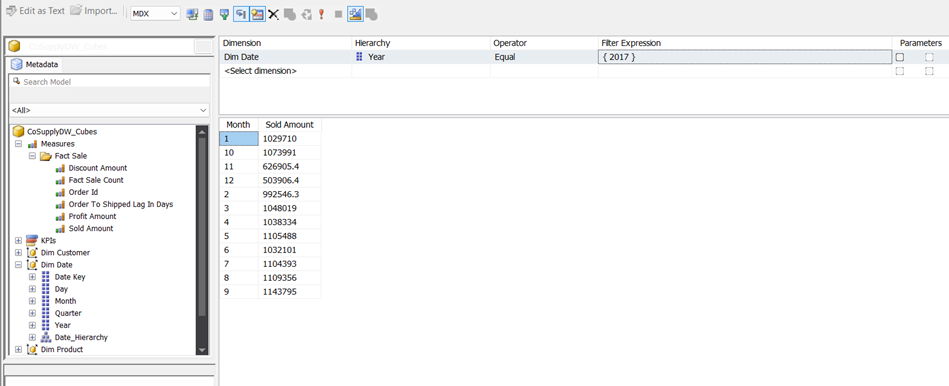 Edit as Text Import... MDX
CoSupplyDW_Cubes
Metadata
Search Model
<All>
CoSupplyDW_Cubes
Measures
Fact Sale
Discount Amount
Fact Sale Count
Order Id
Order To Shipped Lag In Days
Profit Amount
Sold Amount
KPIs
Dim Customer
Dim Date
Date Key
Day
Month
Quarter
Year
Date_Hierarchy
Dim Product
Dimension Hierarchy Operator Filter Expression Parameters
Dim Date Year Equal { 2017 }
<Select dimension>
Month Sold Amount
1 1029710
10 1073991
11 626905.4
12 503906.4
2 992546.3
3 1048019
4 1038334
5 1105488
6 1032101
7 1104393
8 1109356
9 1143795